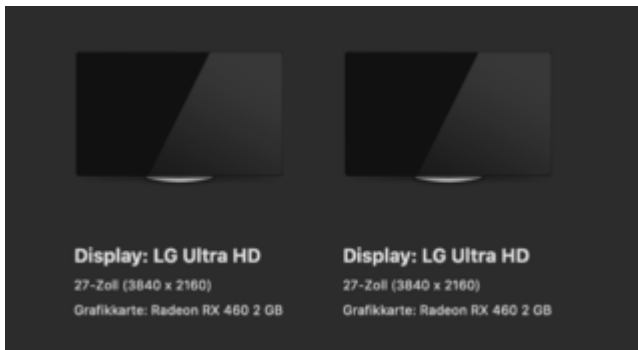 Display: LG Ultra HD
27-Zoll (3840 x 2160)
Grafikkarte: Radeon RX 460 2 GB
Display: LG Ultra HD
27-Zoll (3840 x 2160)
Grafikkarte: Radeon RX 460 2 GB